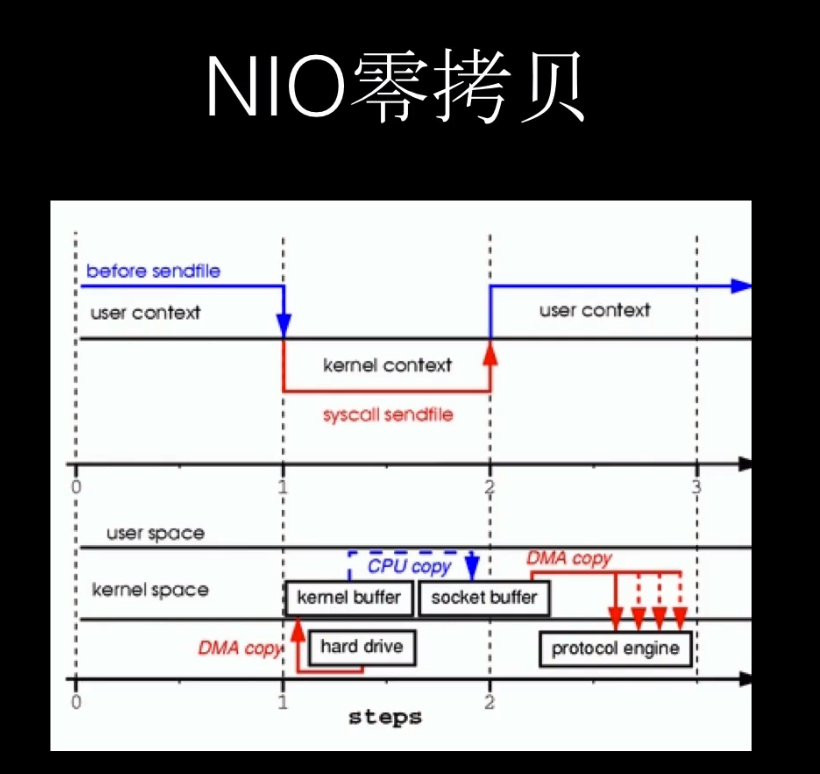 NIO零拷贝
before sendfile
user context
user context
kernel context
syscall sendfile
0 1 2 3
user space
CPU copy
DMA copy
kernel space
kernel buffer
socket buffer
DMA copy
hard drive
protocol engine
0 1 2
steps